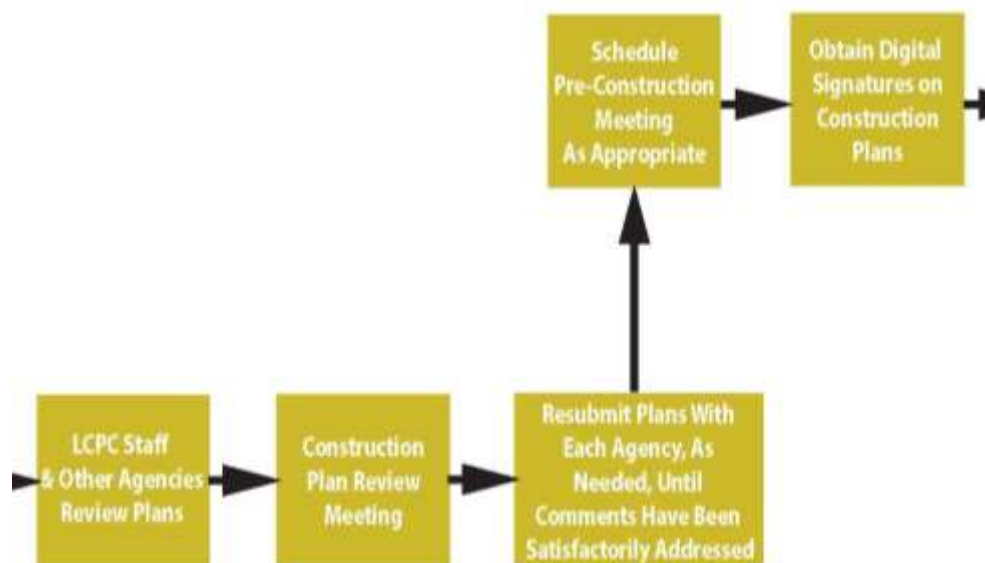 Schedule
Pre-Construction
Meeting
As Appropriate
Obtain Digital
Signatures on
Construction
Plans
LCPC Staff
& Other Agencies
Review Plans
Construction
Plan Review
Meeting
Resubmit Plans With
Each Agency, As
Needed, Until
Comments Have Been
Satisfactorily Addressed